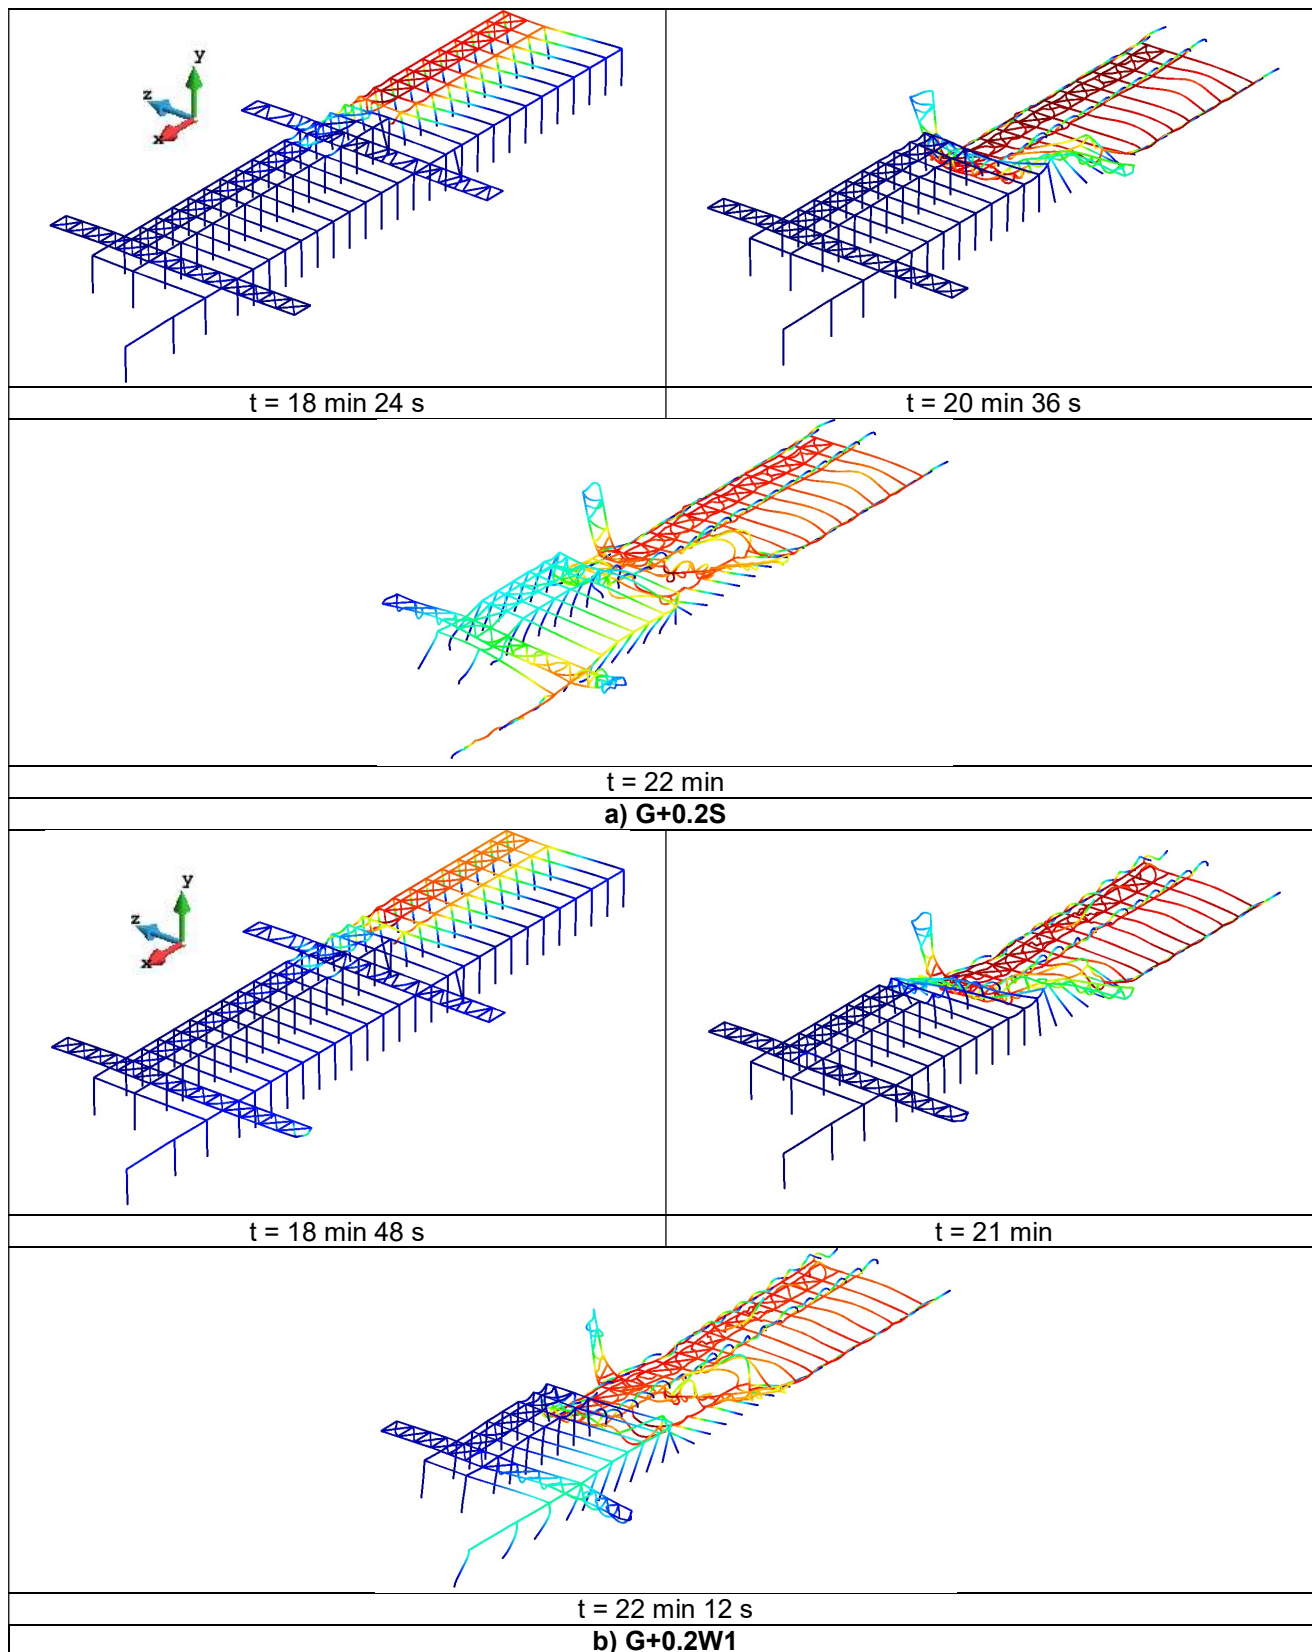 y
z
x
t = 18 min 24 s
t = 20 min 36 s
t = 22 min
a) G+0.2S
y
z
x
t = 18 min 48 s
t = 21 min
t = 22 min 12 s
b) G+0.2W1